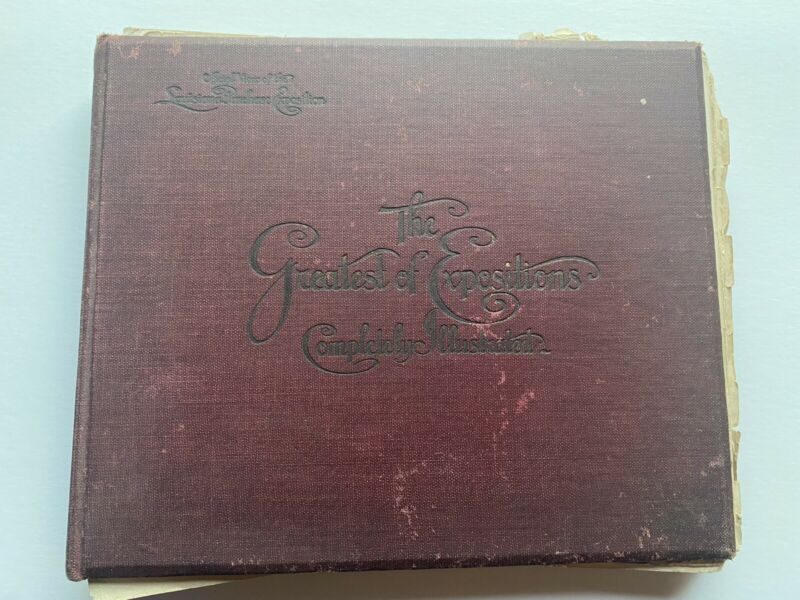 Official Views of the
Louisiana Purchase Exposition
The
Greatest of Expositions
Completely Illustrated